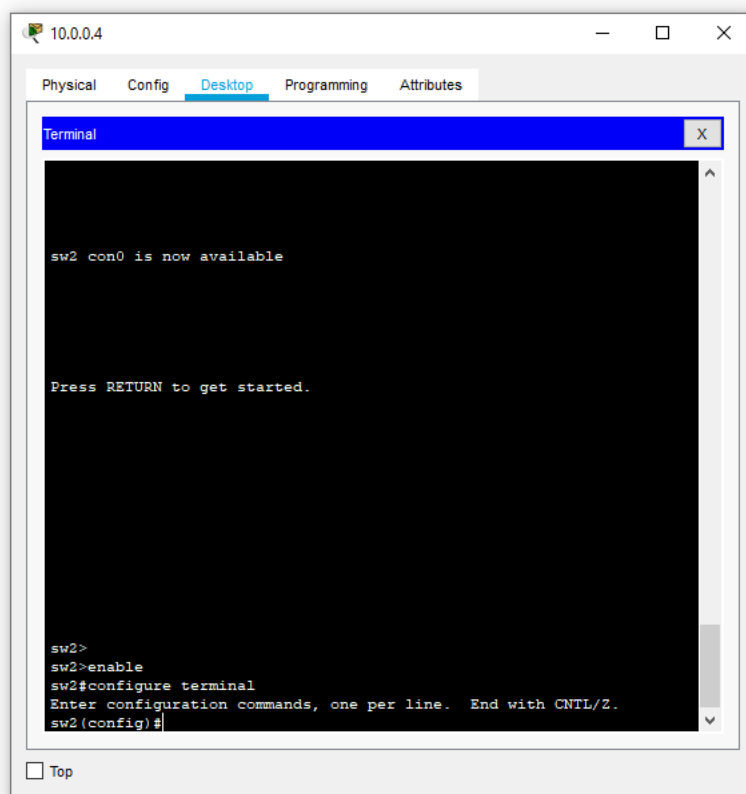 10.0.0.4
Physical Config Desktop Programming Attributes
Terminal X
sw2 con0 is now available
Press RETURN to get started.
sw2>
sw2>enable
sw2#configure terminal
Enter configuration commands, one per line.  End with CNTL/Z.
sw2(config)#
Top